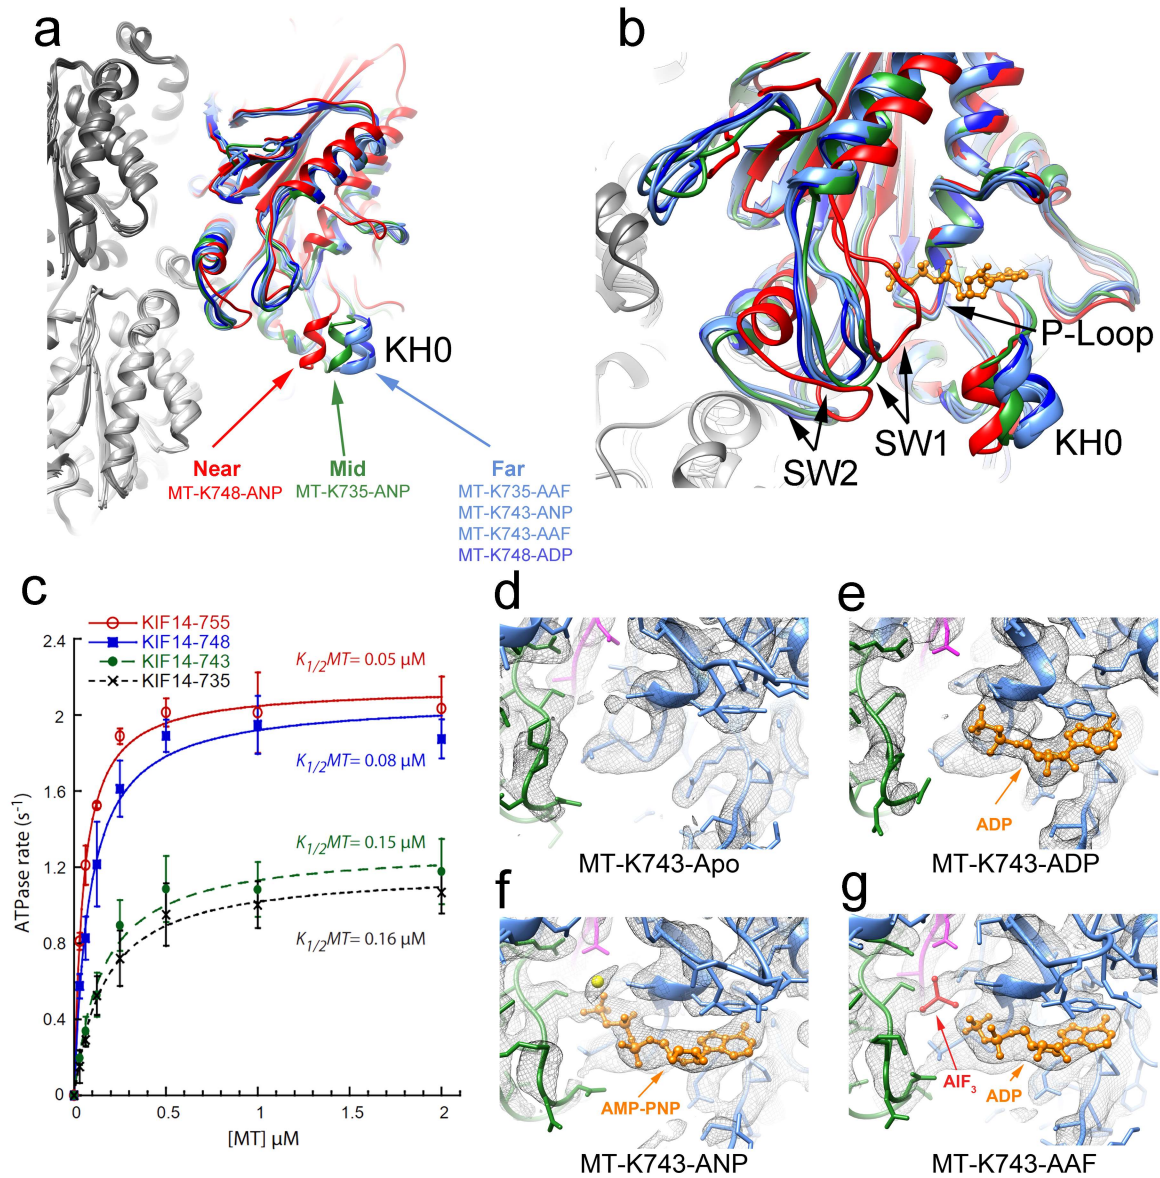 a
KH0
Near
MT-K748-ANP
Mid
MT-K735-ANP
Far
MT-K735-AAF
MT-K743-ANP
MT-K743-AAF
MT-K748-ADP
b
P-Loop
SW1
KH0
SW2
c
KIF14-755
KIF14-748
KIF14-743
KIF14-735
2.4
2
1.6
1.2
0.8
0.4
0
ATPase rate (s⁻¹)
K1/2MT= 0.05 µM
K1/2MT= 0.08 µM
K1/2MT= 0.15 µM
K1/2MT= 0.16 µM
0 0.5 1 1.5 2
[MT] µM
d
MT-K743-Apo
e
ADP
MT-K743-ADP
f
AMP-PNP
MT-K743-ANP
g
AlF₃
ADP
MT-K743-AAF